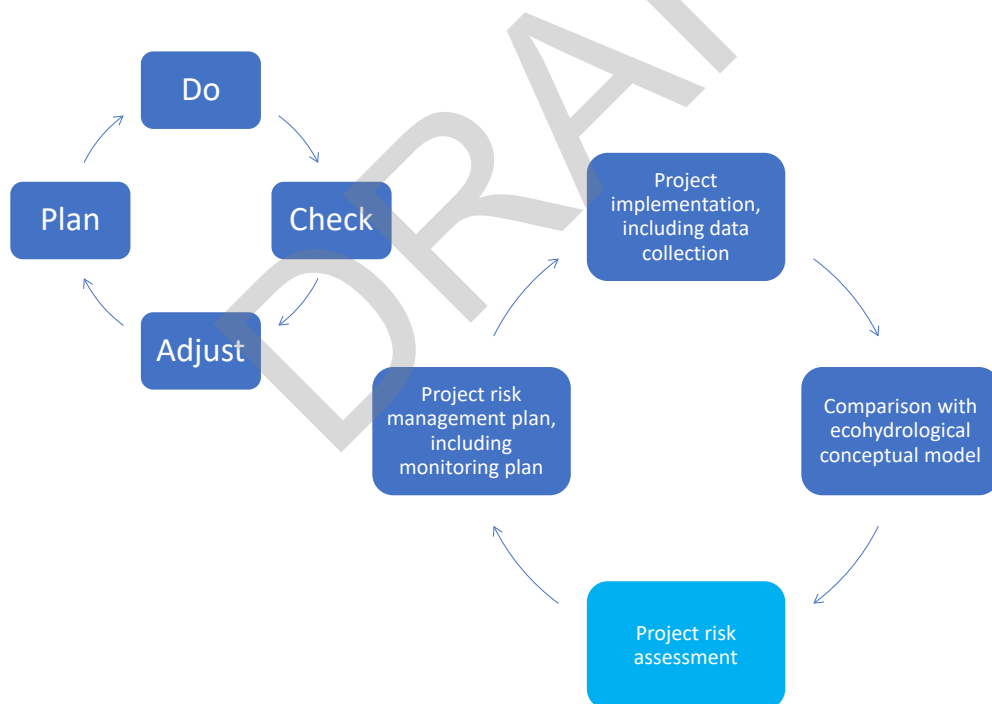 Do
Plan
Check
Adjust
Project
implementation,
including data
collection
Project risk
management plan,
including
monitoring plan
Comparison with
ecohydrological
conceptual model
Project risk
assessment